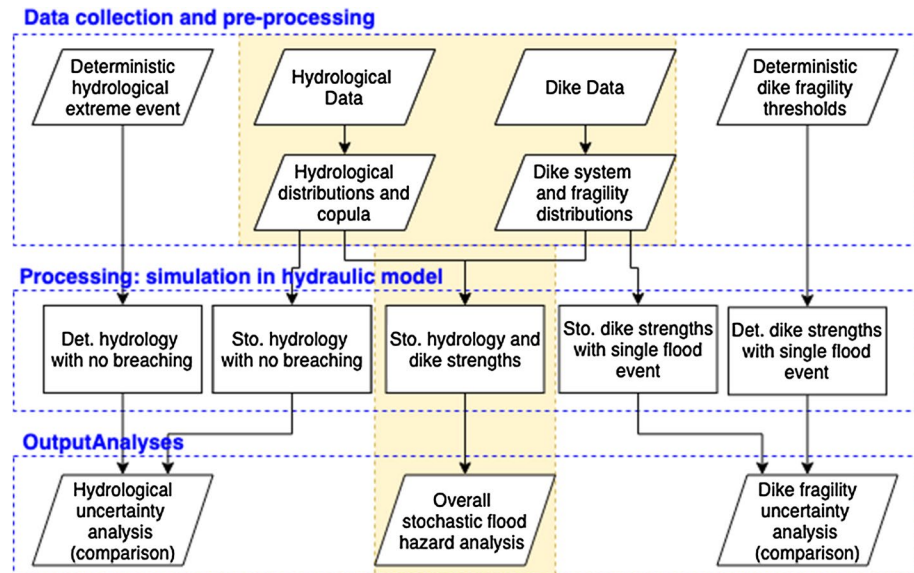 Data collection and pre-processing
Deterministic
hydrological
extreme event
Hydrological
Data
Dike Data
Deterministic
dike fragility
thresholds
Hydrological
distributions and
copula
Dike system
and fragility
distributions
Processing: simulation in hydraulic model
Det. hydrology
with no breaching
Sto. hydrology
with no breaching
Sto. hydrology and
dike strengths
Sto. dike strengths
with single flood
event
Det. dike strengths
with single flood
event
OutputAnalyses
Hydrological
uncertainty
analysis
(comparison)
Overall
stochastic flood
hazard analysis
Dike fragility
uncertainty
analysis
(comparison)